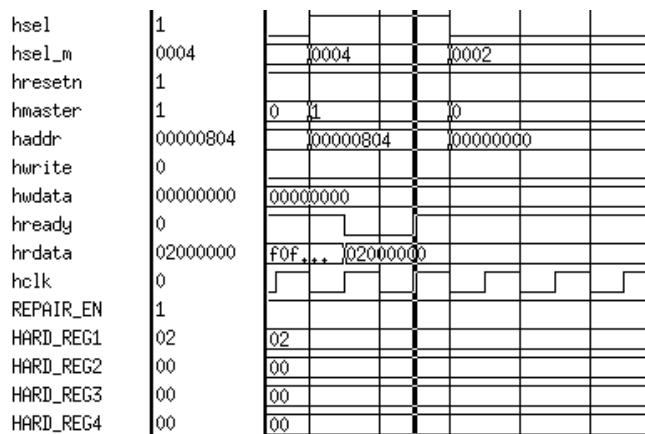 hsel 1
hsel_m 0004 0004 0002
hresetn 1
hmaster 1 0 1 0
haddr 00000804 00000804 00000000
hwrite 0
hwdata 00000000 00000000
hready 0
hrdata 02000000 f0f... 02000000
hclk 0
REPAIR_EN 1
HARD_REG1 02 02
HARD_REG2 00 00
HARD_REG3 00 00
HARD_REG4 00 00